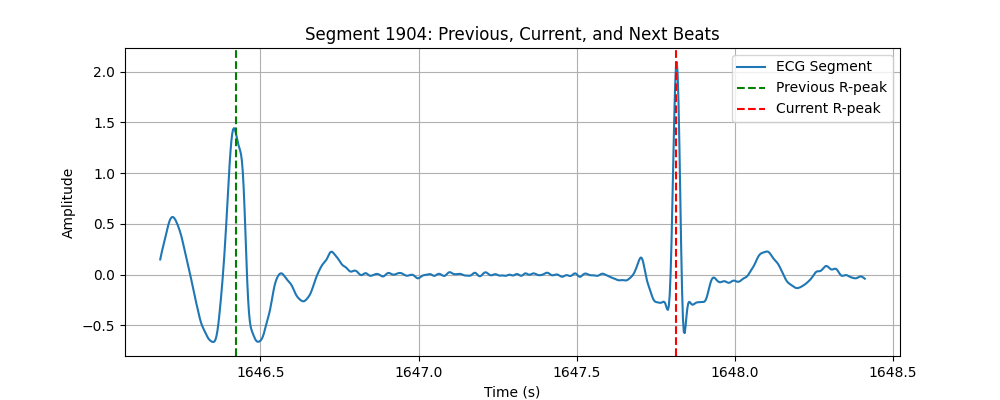 Segment 1904: Previous, Current, and Next Beats
ECG Segment
Previous R-peak
Current R-peak
Amplitude
2.0
1.5
1.0
0.5
0.0
−0.5
1646.5 1647.0 1647.5 1648.0 1648.5
Time (s)